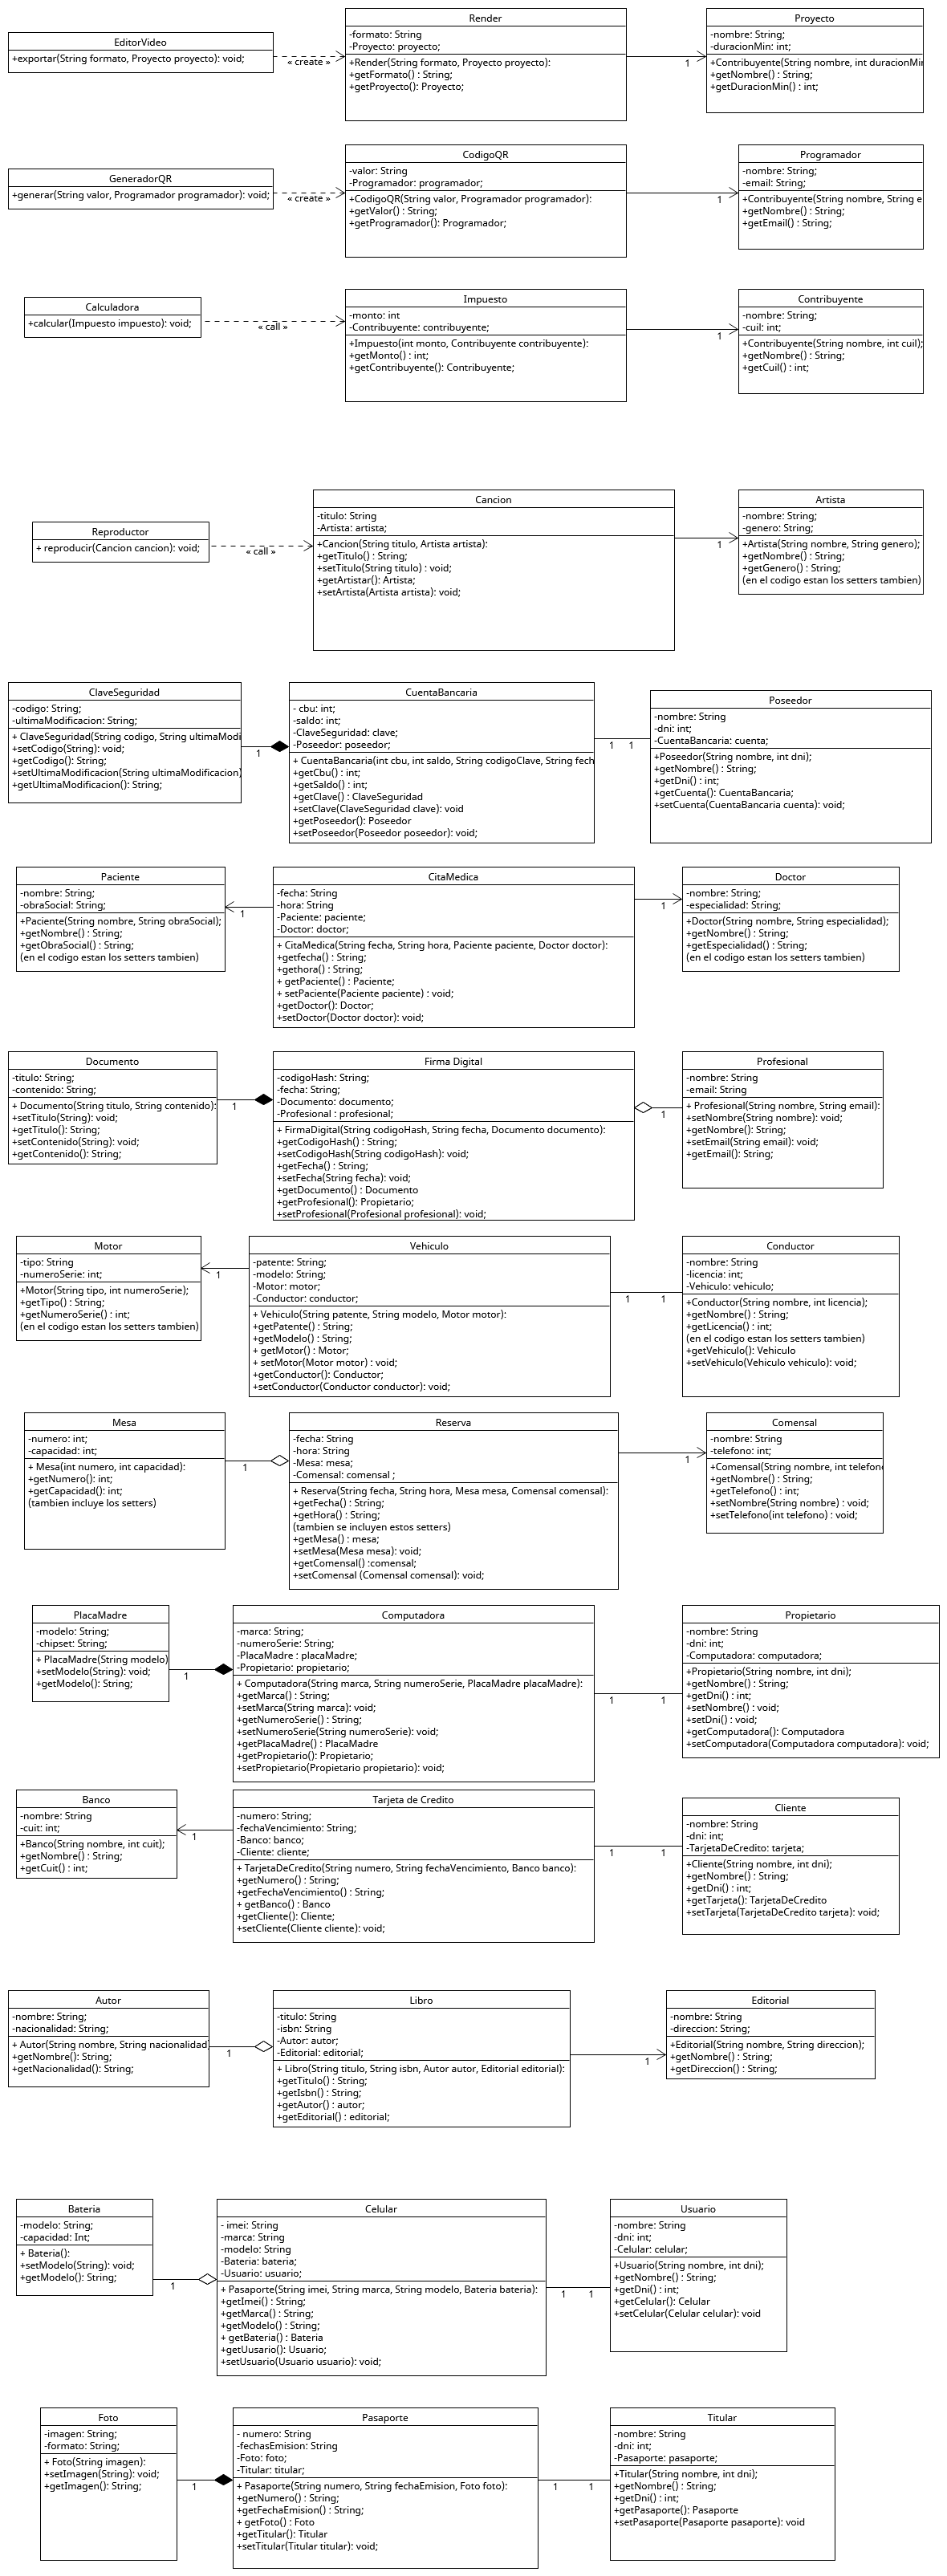 EditorVideo
+exportar(String formato, Proyecto proyecto): void;
« create »
Render
-formato: String
-Proyecto: proyecto;
+Render(String formato, Proyecto proyecto):
+getFormato() : String;
+getProyecto(): Proyecto;
1
Proyecto
-nombre: String;
-duracionMin: int;
+Contribuyente(String nombre, int duracionMin
+getNombre() : String;
+getDuracionMin() : int;
GeneradorQR
+generar(String valor, Programador programador): void;
« create »
CodigoQR
-valor: String
-Programador: programador;
+CodigoQR(String valor, Programador programador):
+getValor() : String;
+getProgramador(): Programador;
1
Programador
-nombre: String;
-email: String;
+Contribuyente(String nombre, String e
+getNombre() : String;
+getEmail() : String;
Calculadora
+calcular(Impuesto impuesto): void;
« call »
Impuesto
-monto: int
-Contribuyente: contribuyente;
+Impuesto(int monto, Contribuyente contribuyente):
+getMonto() : int;
+getContribuyente(): Contribuyente;
1
Contribuyente
-nombre: String;
-cuil: int;
+Contribuyente(String nombre, int cuil);
+getNombre() : String;
+getCuil() : int;
Reproductor
+ reproducir(Cancion cancion): void;
« call »
Cancion
-titulo: String
-Artista: artista;
+Cancion(String titulo, Artista artista):
+getTitulo() : String;
+setTitulo(String titulo) : void;
+getArtistar(): Artista;
+setArtista(Artista artista): void;
1
Artista
-nombre: String;
-genero: String;
+Artista(String nombre, String genero);
+getNombre() : String;
+getGenero() : String;
(en el codigo estan los setters tambien)
ClaveSeguridad
-codigo: String;
-ultimaModificacion: String;
+ ClaveSeguridad(String codigo, String ultimaModi
+setCodigo(String): void;
+getCodigo(): String;
+setUltimaModificacion(String ultimaModificacion)
+getUltimaModificacion(): String;
1
CuentaBancaria
- cbu: int;
-saldo: int;
-ClaveSeguridad: clave;
-Poseedor: poseedor;
+ CuentaBancaria(int cbu, int saldo, String codigoClave, String fech
+getCbu() : int;
+getSaldo() : int;
+getClave() : ClaveSeguridad
+setClave(ClaveSeguridad clave): void
+getPoseedor(): Poseedor
+setPoseedor(Poseedor poseedor): void;
1 1
Poseedor
-nombre: String
-dni: int;
-CuentaBancaria: cuenta;
+Poseedor(String nombre, int dni);
+getNombre() : String;
+getDni() : int;
+getCuenta(): CuentaBancaria;
+setCuenta(CuentaBancaria cuenta): void;
Paciente
-nombre: String;
-obraSocial: String;
+Paciente(String nombre, String obraSocial);
+getNombre() : String;
+getObraSocial() : String;
(en el codigo estan los setters tambien)
1
CitaMedica
-fecha: String
-hora: String
-Paciente: paciente;
-Doctor: doctor;
+ CitaMedica(String fecha, String hora, Paciente paciente, Doctor doctor):
+getfecha() : String;
+gethora() : String;
+ getPaciente() : Paciente;
+ setPaciente(Paciente paciente) : void;
+getDoctor(): Doctor;
+setDoctor(Doctor doctor): void;
1
Doctor
-nombre: String;
-especialidad: String;
+Doctor(String nombre, String especialidad);
+getNombre() : String;
+getEspecialidad() : String;
(en el codigo estan los setters tambien)
Documento
-titulo: String;
-contenido: String;
+ Documento(String titulo, String contenido):
+setTitulo(String): void;
+getTitulo(): String;
+setContenido(String): void;
+getContenido(): String;
1
Firma Digital
-codigoHash: String;
-fecha: String;
-Documento: documento;
-Profesional : profesional;
+ FirmaDigital(String codigoHash, String fecha, Documento documento):
+getCodigoHash() : String;
+setCodigoHash(String codigoHash): void;
+getFecha() : String;
+setFecha(String fecha): void;
+getDocumento() : Documento
+getProfesional(): Propietario;
+setProfesional(Profesional profesional): void;
1
Profesional
-nombre: String
-email: String
+ Profesional(String nombre, String email):
+setNombre(String nombre): void;
+getNombre(): String;
+setEmail(String email): void;
+getEmail(): String;
Motor
-tipo: String
-numeroSerie: int;
+Motor(String tipo, int numeroSerie);
+getTipo() : String;
+getNumeroSerie() : int;
(en el codigo estan los setters tambien)
1
Vehiculo
-patente: String;
-modelo: String;
-Motor: motor;
-Conductor: conductor;
+ Vehiculo(String patente, String modelo, Motor motor):
+getPatente() : String;
+getModelo() : String;
+ getMotor() : Motor;
+ setMotor(Motor motor) : void;
+getConductor(): Conductor;
+setConductor(Conductor conductor): void;
1 1
Conductor
-nombre: String
-licencia: int;
-Vehiculo: vehiculo;
+Conductor(String nombre, int licencia);
+getNombre() : String;
+getLicencia() : int;
(en el codigo estan los setters tambien)
+getVehiculo(): Vehiculo
+setVehiculo(Vehiculo vehiculo): void;
Mesa
-numero: int;
-capacidad: int;
+ Mesa(int numero, int capacidad):
+getNumero(): int;
+getCapacidad(): int;
(tambien incluye los setters)
1
Reserva
-fecha: String
-hora: String
-Mesa: mesa;
-Comensal: comensal ;
+ Reserva(String fecha, String hora, Mesa mesa, Comensal comensal):
+getFecha() : String;
+getHora() : String;
(tambien se incluyen estos setters)
+getMesa() : mesa;
+setMesa(Mesa mesa): void;
+getComensal() :comensal;
+setComensal (Comensal comensal): void;
1
Comensal
-nombre: String
-telefono: int;
+Comensal(String nombre, int telefon
+getNombre() : String;
+getTelefono() : int;
+setNombre(String nombre) : void;
+setTelefono(int telefono) : void;
PlacaMadre
-modelo: String;
-chipset: String;
+ PlacaMadre(String modelo)
+setModelo(String): void;
+getModelo(): String;
1
Computadora
-marca: String;
-numeroSerie: String;
-PlacaMadre : placaMadre;
-Propietario: propietario;
+ Computadora(String marca, String numeroSerie, PlacaMadre placaMadre):
+getMarca() : String;
+setMarca(String marca): void;
+getNumeroSerie() : String;
+setNumeroSerie(String numeroSerie): void;
+getPlacaMadre() : PlacaMadre
+getPropietario(): Propietario;
+setPropietario(Propietario propietario): void;
1 1
Propietario
-nombre: String
-dni: int;
-Computadora: computadora;
+Propietario(String nombre, int dni);
+getNombre() : String;
+getDni() : int;
+setNombre() : void;
+setDni() : void;
+getComputadora(): Computadora
+setComputadora(Computadora computadora): void;
Banco
-nombre: String
-cuit: int;
+Banco(String nombre, int cuit);
+getNombre() : String;
+getCuit() : int;
1
Tarjeta de Credito
-numero: String;
-fechaVencimiento: String;
-Banco: banco;
-Cliente: cliente;
+ TarjetaDeCredito(String numero, String fechaVencimiento, Banco banco):
+getNumero() : String;
+getFechaVencimiento() : String;
+ getBanco() : Banco
+getCliente(): Cliente;
+setCliente(Cliente cliente): void;
1 1
Cliente
-nombre: String
-dni: int;
-TarjetaDeCredito: tarjeta;
+Cliente(String nombre, int dni);
+getNombre() : String;
+getDni() : int;
+getTarjeta(): TarjetaDeCredito
+setTarjeta(TarjetaDeCredito tarjeta): void;
Autor
-nombre: String;
-nacionalidad: String;
+ Autor(String nombre, String nacionalidad)
+getNombre(): String;
+getNacionalidad(): String;
1
Libro
-titulo: String
-isbn: String
-Autor: autor;
-Editorial: editorial;
+ Libro(String titulo, String isbn, Autor autor, Editorial editorial):
+getTitulo() : String;
+getIsbn() : String;
+getAutor() : autor;
+getEditorial() : editorial;
1
Editorial
-nombre: String;
-direccion: String;
+Editorial(String nombre, String direccion);
+getNombre() : String;
+getDireccion() : String;
Bateria
-modelo: String;
-capacidad: Int;
+ Bateria():
+setModelo(String): void;
+getModelo(): String;
1
Celular
- imei: String
-marca: String
-modelo: String
-Bateria: bateria;
-Usuario: usuario;
+ Pasaporte(String imei, String marca, String modelo, Bateria bateria):
+getImei() : String;
+getMarca() : String;
+getModelo() : String;
+ getBateria() : Bateria
+getUusario(): Usuario;
+setUsuario(Usuario usuario): void;
1 1
Usuario
-nombre: String
-dni: int;
-Celular: celular;
+Usuario(String nombre, int dni);
+getNombre() : String;
+getDni() : int;
+getCelular(): Celular
+setCelular(Celular celular): void
Foto
-imagen: String;
-formato: String;
+ Foto(String imagen):
+setImagen(String): void;
+getImagen(): String;
1
Pasaporte
- numero: String
-fechasEmision: String
-Foto: foto;
-Titular: titular;
+ Pasaporte(String numero, String fechaEmision, Foto foto):
+getNumero() : String;
+getFechaEmision() : String;
+ getFoto() : Foto
+getTitular(): Titular
+setTitular(Titular titular): void;
1 1
Titular
-nombre: String
-dni: int;
-Pasaporte: pasaporte;
+Titular(String nombre, int dni);
+getNombre() : String;
+getDni() : int;
+getPasaporte(): Pasaporte
+setPasaporte(Pasaporte pasaporte): void